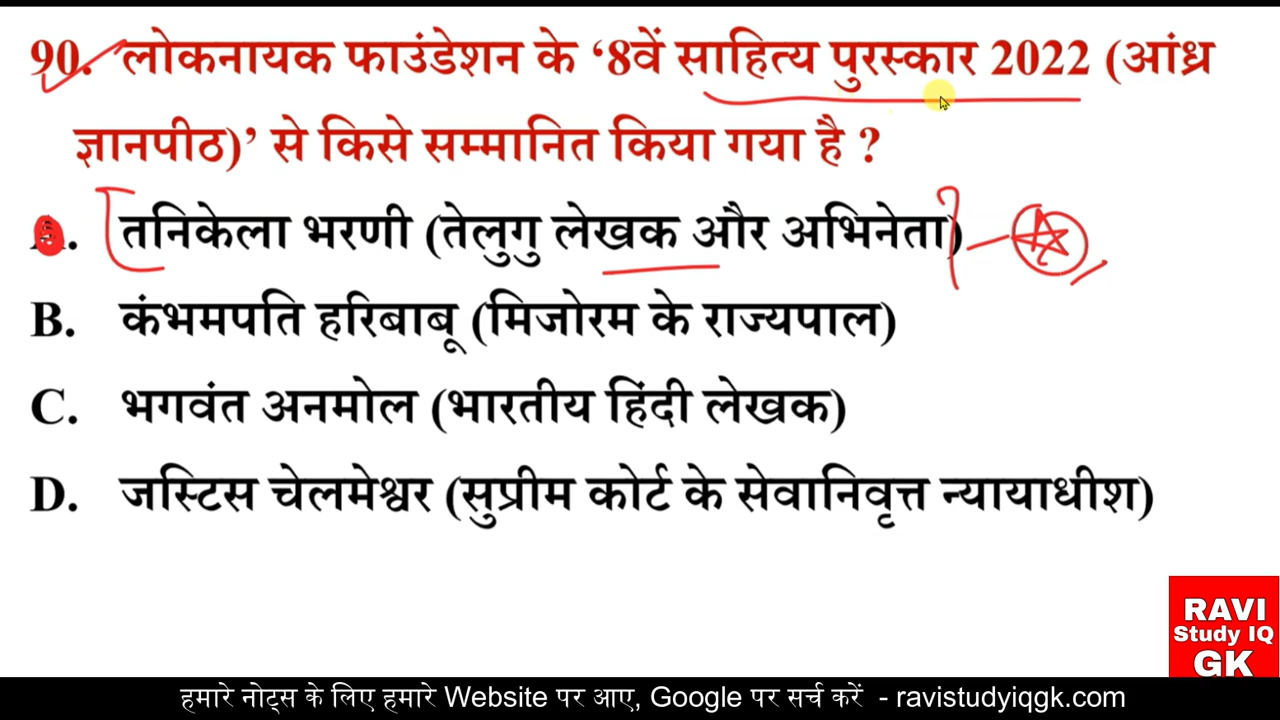 90. लोकनायक फाउंडेशन के ‘8वें साहित्य पुरस्कार 2022 (आंध्र
ज्ञानपीठ)’ से किसे सम्मानित किया गया है ?
तनिकेला भरणी (तेलुगु लेखक और अभिनेता)
B. कंभमपति हरिबाबू (मिजोरम के राज्यपाल)
C. भगवंत अनमोल (भारतीय हिंदी लेखक)
D. जस्टिस चेलमेश्वर (सुप्रीम कोर्ट के सेवानिवृत्त न्यायाधीश)
RAVI
Study IQ
GK
हमारे नोट्स के लिए हमारे Website पर आए, Google पर सर्च करें - ravistudyiqgk.com